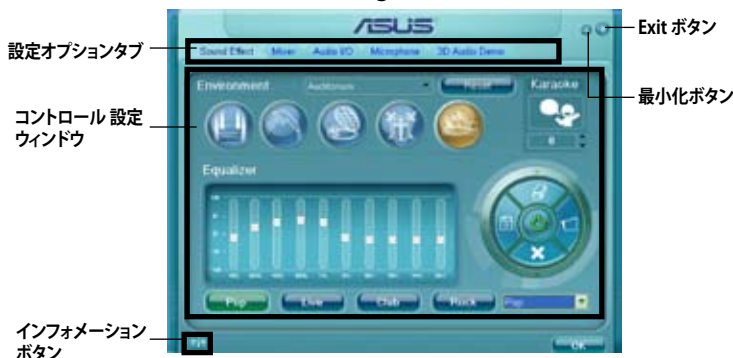 ASUS
Exit ボタン
設定オプションタブ
Sound Effect Mixer Audio I/O Microphone 3D Audio Demo
最小化ボタン
コントロール 設定
ウィンドウ
Environment Auditorium Reset Karaoke
0
Equalizer
Pop Live Club Rock Pop
インフォメーション
ボタン
OK